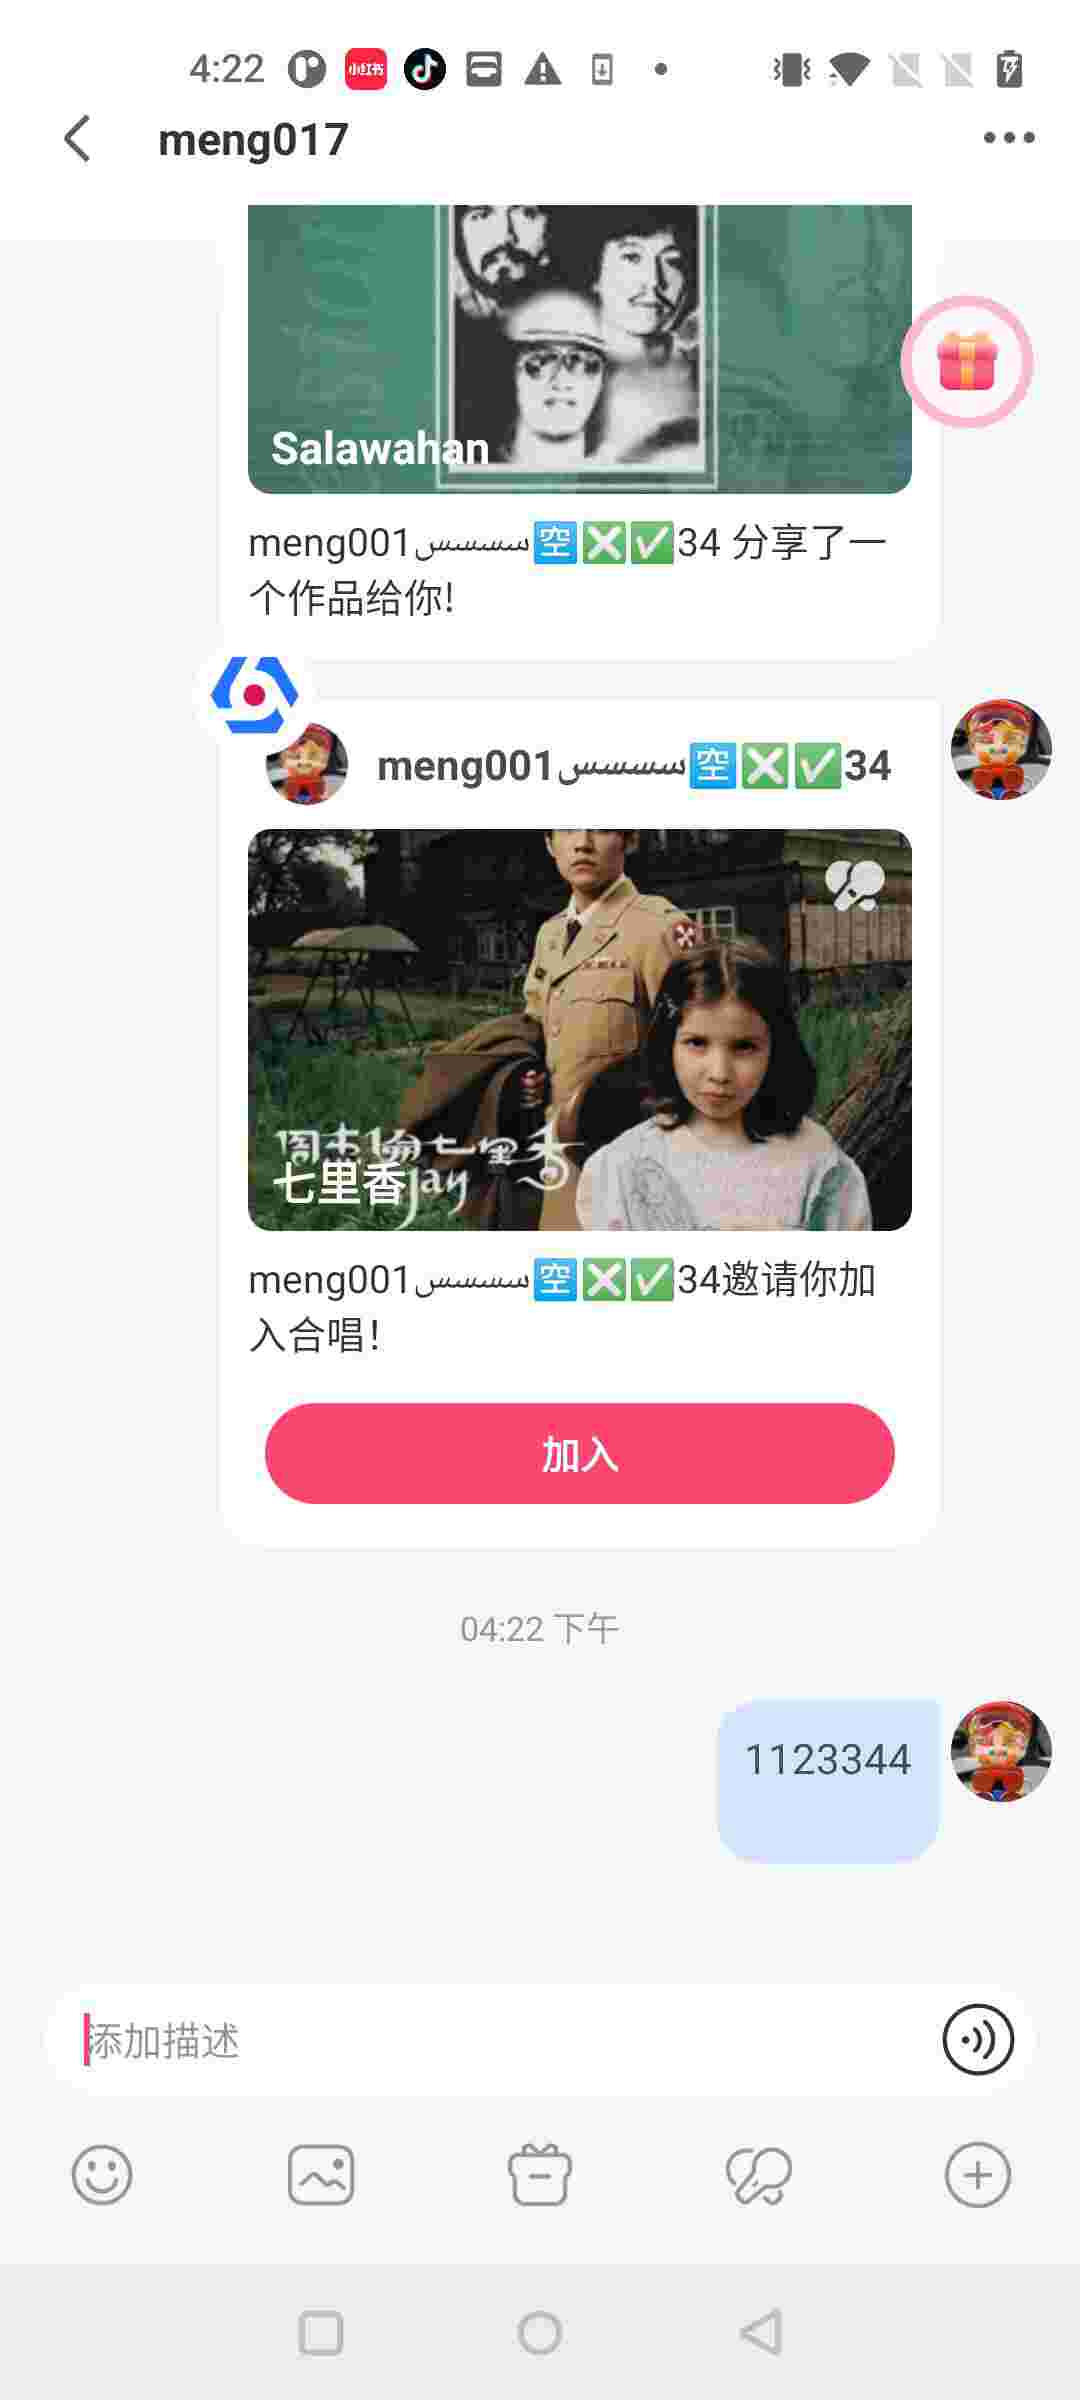 4:22
小红书
meng017
Salawahan
meng001سسسس🈳❎✅34 分享了一
个作品给你!
meng001سسسس🈳❎✅34
周杰伦七里香
Jay
七里香
meng001سسسس🈳❎✅34邀请你加
入合唱!
加入
04:22 下午
1123344
添加描述